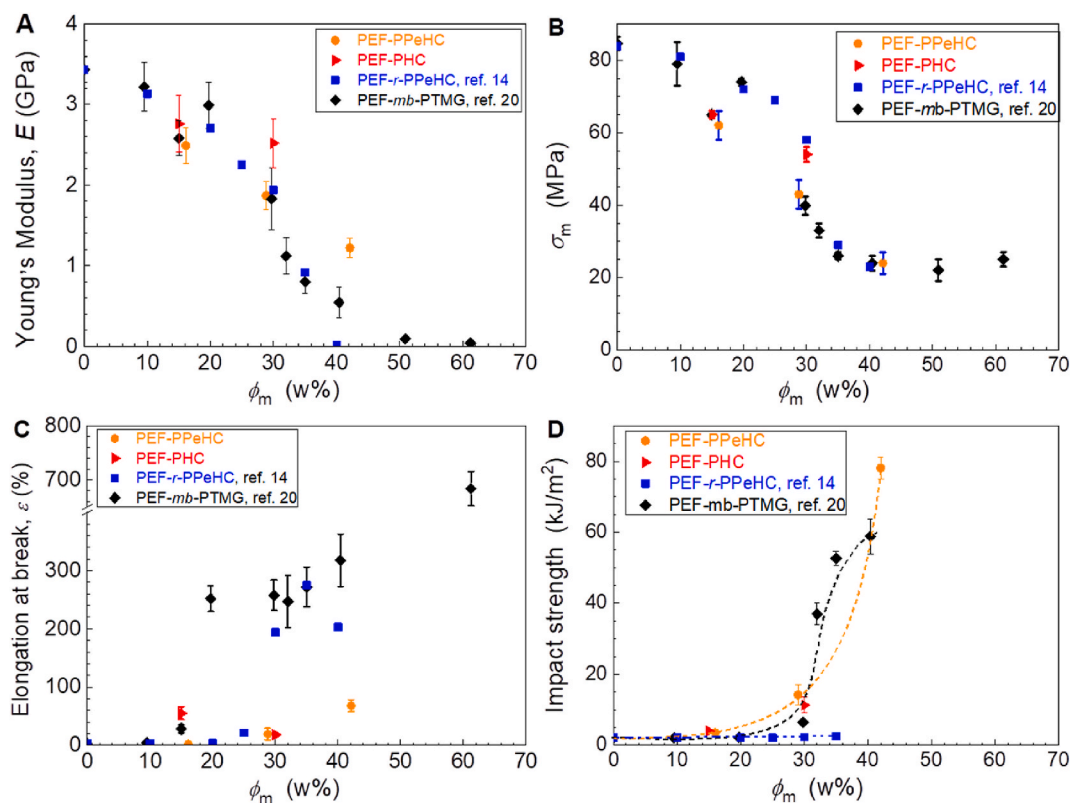 A
4
3
2
1
0
Young's Modulus, E (GPa)
PEF-PPeHC
PEF-PHC
PEF-r-PPeHC, ref. 14
PEF-mb-PTMG, ref. 20
0 10 20 30 40 50 60 70
ϕm (w%)
B
80
60
40
20
0
σm (MPa)
PEF-PPeHC
PEF-PHC
PEF-r-PPeHC, ref. 14
PEF-mb-PTMG, ref. 20
0 10 20 30 40 50 60 70
ϕm (w%)
C
800
700
300
200
100
0
Elongation at break, ε (%)
PEF-PPeHC
PEF-PHC
PEF-r-PPeHC, ref. 14
PEF-mb-PTMG, ref. 20
0 10 20 30 40 50 60 70
ϕm (w%)
D
80
60
40
20
0
Impact strength (kJ/m²)
PEF-PPeHC
PEF-PHC
PEF-r-PPeHC, ref. 14
PEF-mb-PTMG, ref. 20
0 10 20 30 40 50 60 70
ϕm (w%)